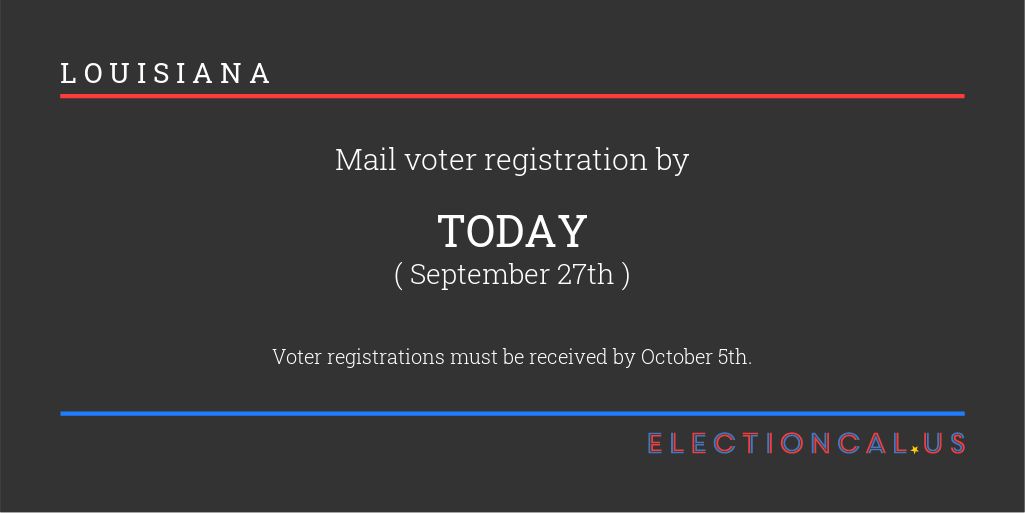 LOUISIANA
Mail voter registration by
TODAY
( September 27th )
Voter registrations must be received by October 5th.
ELECTIONCAL.US